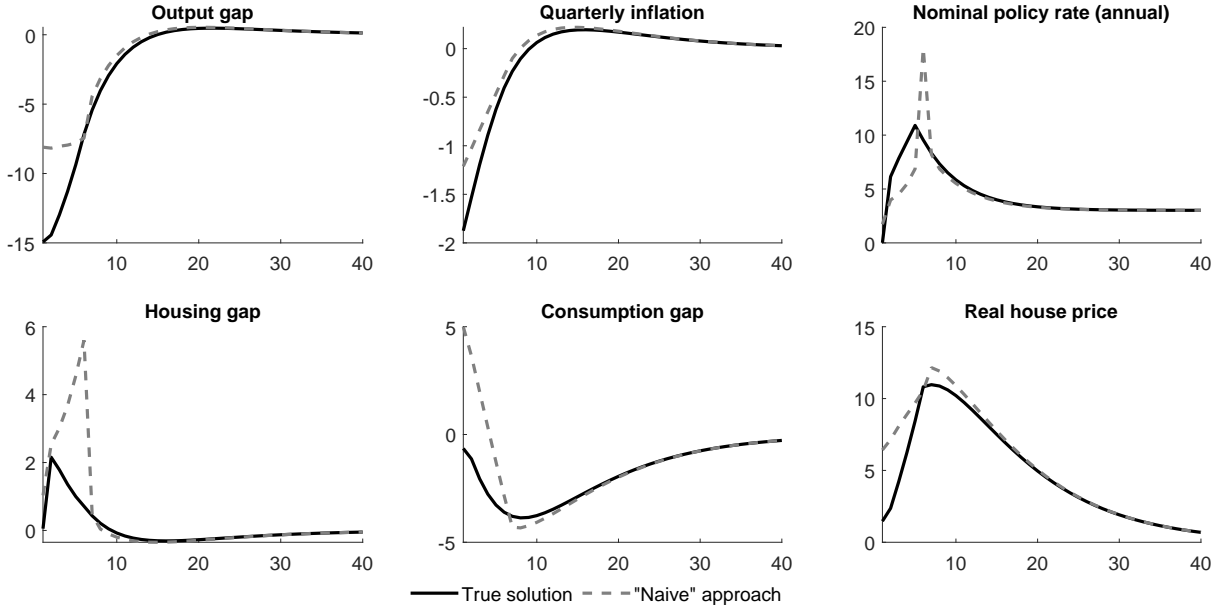 Output gap
0
-5
-10
-15
10 20 30 40
Quarterly inflation
0
-0.5
-1
-1.5
-2
10 20 30 40
Nominal policy rate (annual)
20
15
10
5
0
10 20 30 40
Housing gap
6
4
2
0
10 20 30 40
Consumption gap
5
0
-5
10 20 30 40
Real house price
15
10
5
0
10 20 30 40
True solution "Naive" approach